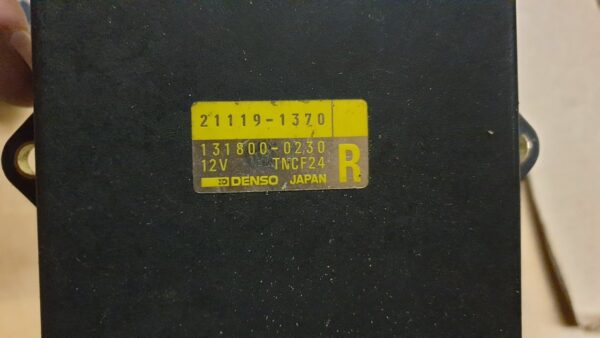 21119-1370
131800-0230
12V TNCF24
DENSO JAPAN
R